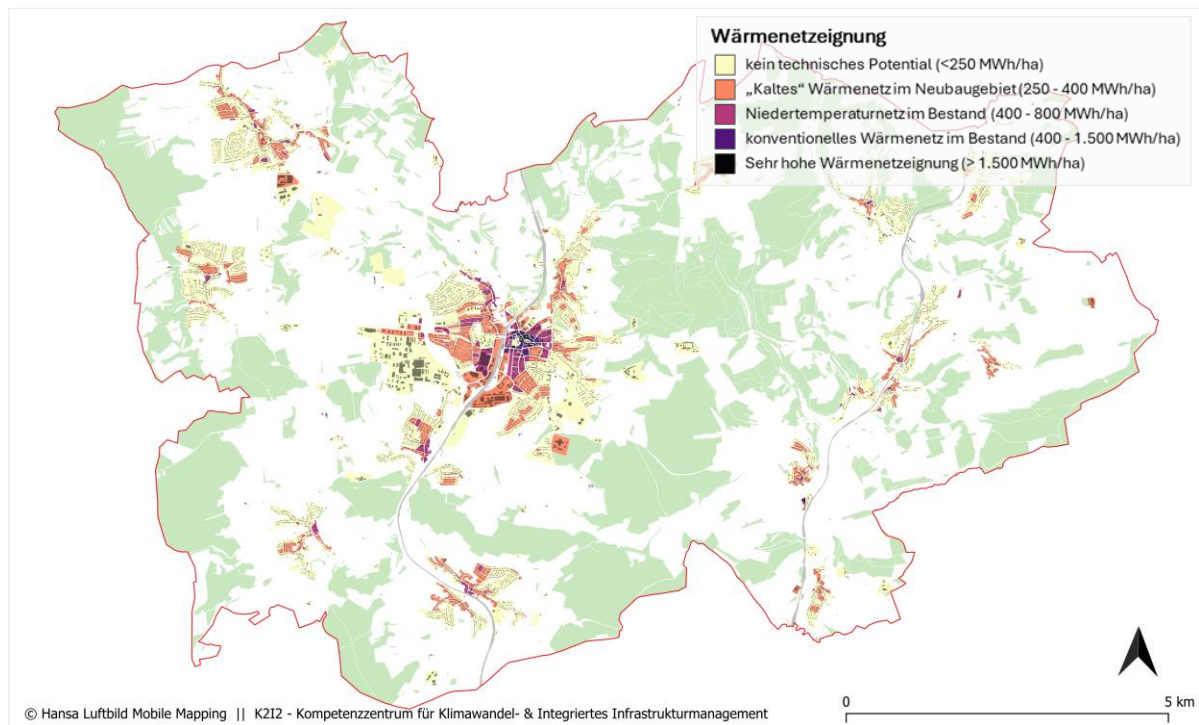 Wärmenetzeignung
kein technisches Potential (<250 MWh/ha)
„Kaltes“ Wärmenetz im Neubaugebiet (250 - 400 MWh/ha)
Niedertemperaturnetz im Bestand (400 - 800 MWh/ha)
konventionelles Wärmenetz im Bestand (400 - 1.500 MWh/ha)
Sehr hohe Wärmenetzeignung (> 1.500 MWh/ha)
© Hansa Luftbild Mobile Mapping || K2I2 - Kompetenzzentrum für Klimawandel- & Integriertes Infrastrukturmanagement
0 5 km